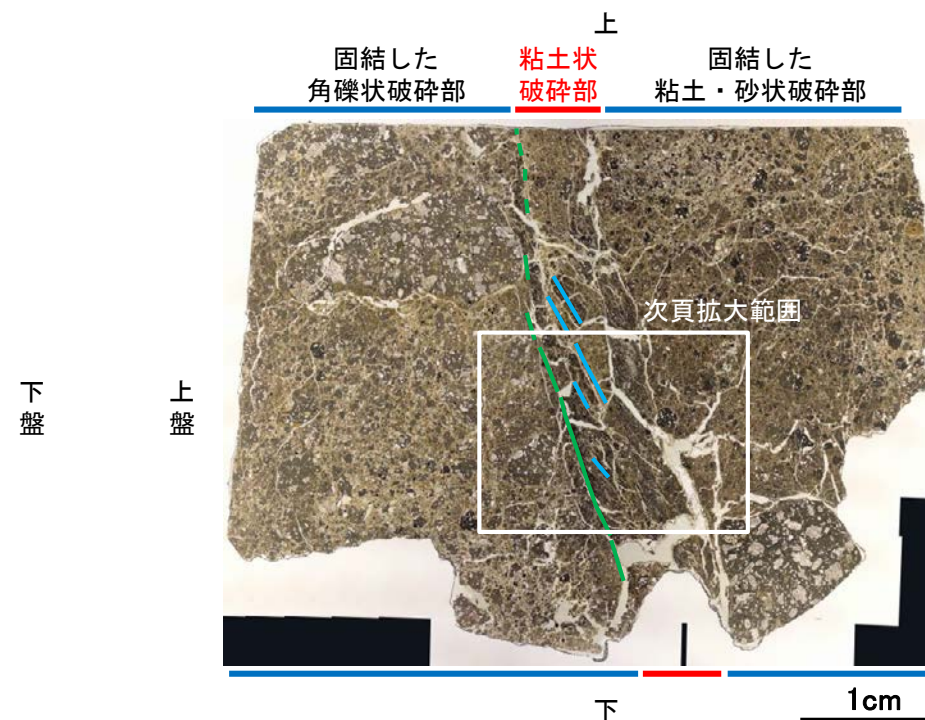 上
固結した
角礫状破砕部
粘土状
破砕部
固結した
粘土・砂状破砕部
次頁拡大範囲
下
盤
上
盤
下
1cm